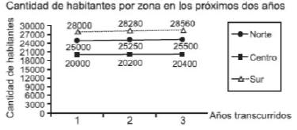 Cantidad de habitantes por zona en los próximos dos años
Cantidad de habitantes
30000
27000
24000
21000
18000
15000
12000
9000
6000
3000
0
28000 28280 28560
25000 25250 25500
20000 20200 20400
1 2 3
Años transcurridos
Norte
Centro
Sur